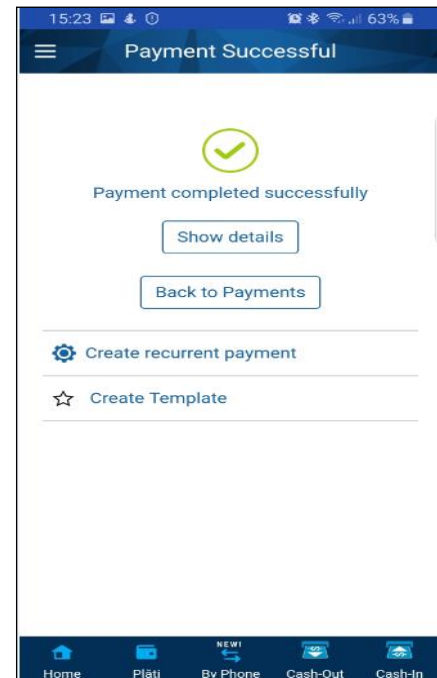 15:23 63%
Payment Successful
Payment completed successfully
Show details
Back to Payments
Create recurrent payment
Create Template
NEW!
Home Plăți By Phone Cash-Out Cash-In